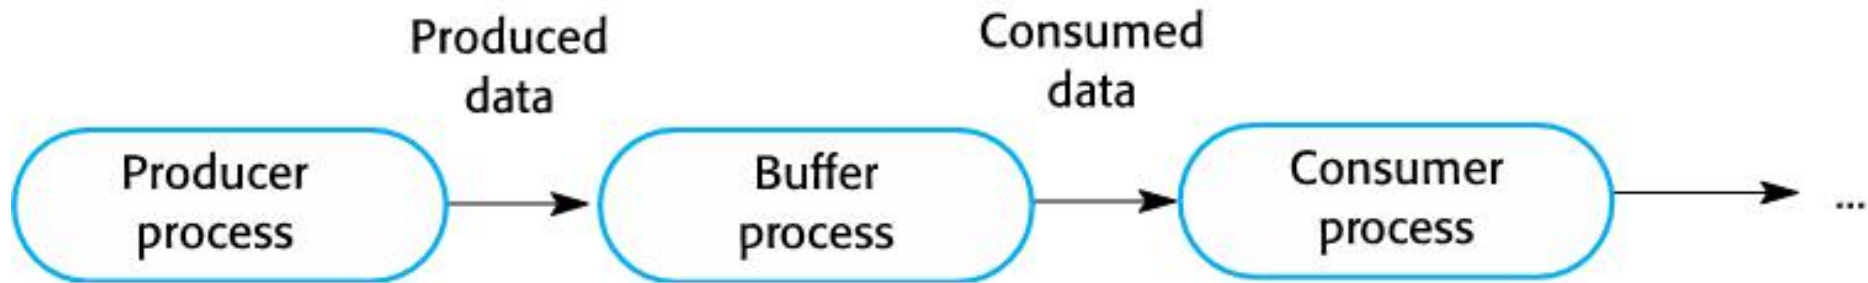 Produced
data
Consumed
data
Producer
process
Buffer
process
Consumer
process
...